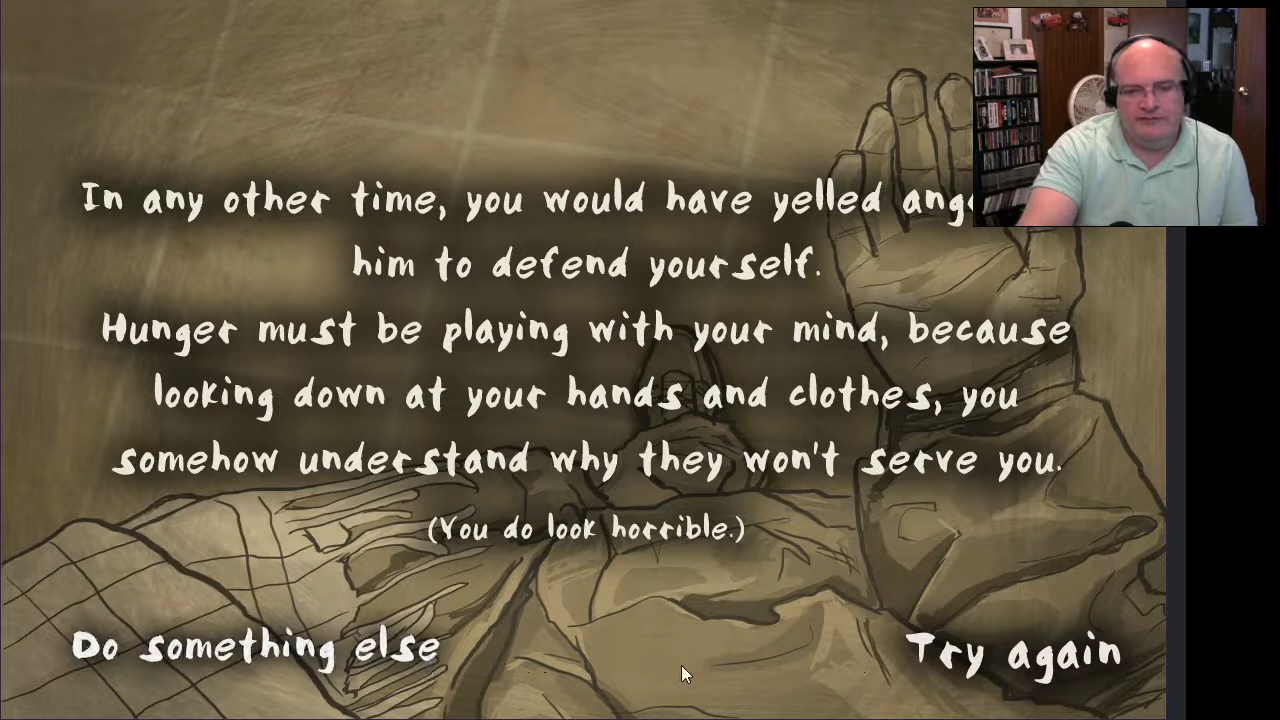 In any other time, you would have yelled
him to defend yourself.
Hunger must be playing with your mind, because
looking down at your hands and clothes, you
somehow understand why they won't serve you.
(You do look horrible.)
Do something else
Try again